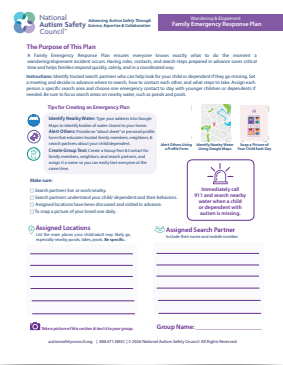 National
Autism Safety
Council
Advancing Autism Safety Through
Science, Expertise & Collaboration
Wandering & Elopement
Family Emergency Response Plan
The Purpose of This Plan
A Family Emergency Response Plan ensures everyone knows exactly what to do the moment a
wandering/elopement incident occurs. Having roles, contacts, and search steps prepared in advance saves critical
time and helps families respond quickly, calmly, and in a coordinated way.
Instructions: Identify trusted search partners who can help look for your child or dependent if they go missing. Set
a meeting and decide in advance where to search, how to contact each other, and what steps to take. Assign each
person a specific search area and choose one emergency contact to stay with younger children or dependents if
needed. Be sure to focus search areas on nearby water, such as ponds and pools.
Tips for Creating an Emergency Plan
Identify Nearby Water: Type your address into Google
Maps to identify bodies of water closest to your home.
Alert Others: Provide an "about sheet" or personal profile
form that educates trusted family members, neighbors, &
search partners about your child/dependent.
Create Group Text: Create a Group Text & Contact for
family members, neighbors, and search partners, and
assign it a name so you can easily text everyone at the
same time.
Alert Others Using
a Profile Form
Identify Nearby Water
Using Google Maps
Snap a Picture of
Your Child Each Day
Make sure:
Search partners live or work nearby.
Search partners understand your child/dependent and their behaviors.
Assigned locations have been discussed and visited in advance.
To snap a picture of your loved one daily.
Immediately call
911 and search nearby
water when a child
or dependent with
autism is missing.
Assigned Locations
List the main places your child/adult may likely go,
especially nearby ponds, lakes, pools. Be specific.
Assigned Search Partner
Include their name and mobile number.
Take a picture of this section & text it to your group.
Group Name:
autismsafetycouncil.org | 888.671.NASC | © 2026 National Autism Safety Council. All Rights Reserved.